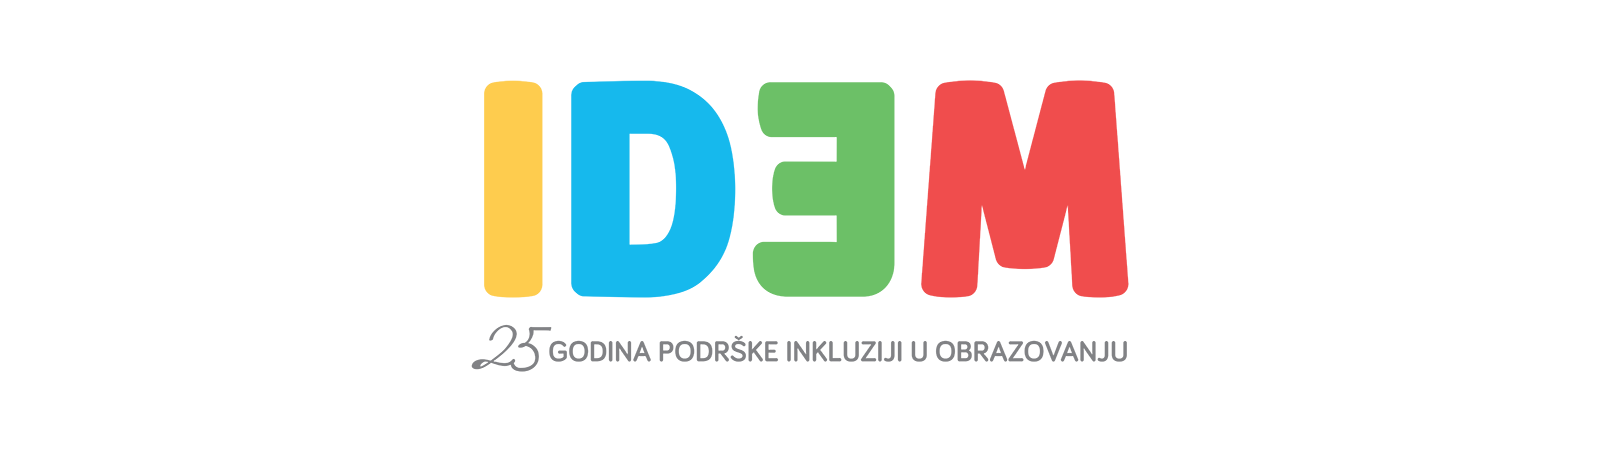 IDEM
25 GODINA PODRŠKE INKLUZIJI U OBRAZOVANJU